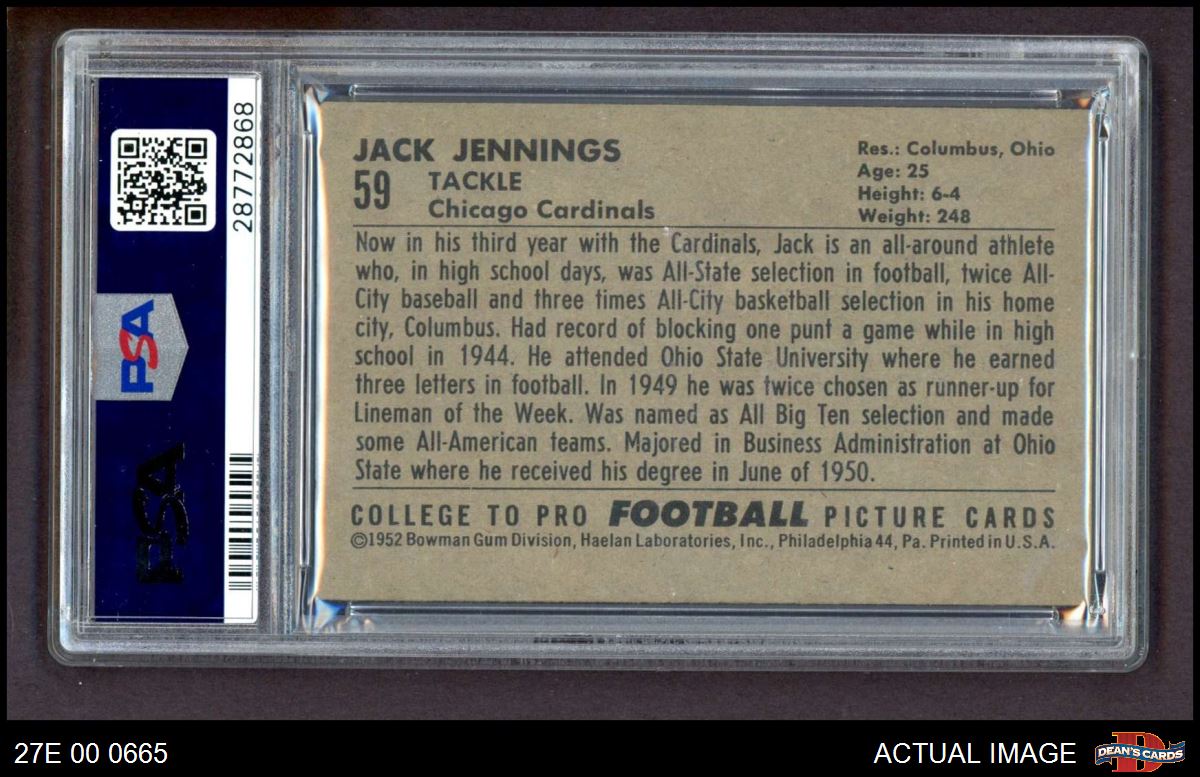 28772868
PSA
PSA
JACK JENNINGS
59
TACKLE
Chicago Cardinals
Res.: Columbus, Ohio
Age: 25
Height: 6-4
Weight: 248
Now in his third year with the Cardinals, Jack is an all-around athlete
who, in high school days, was All-State selection in football, twice All-
City baseball and three times All-City basketball selection in his home
city, Columbus. Had record of blocking one punt a game while in high
school in 1944. He attended Ohio State University where he earned
three letters in football. In 1949 he was twice chosen as runner-up for
Lineman of the Week. Was named as All Big Ten selection and made
some All-American teams. Majored in Business Administration at Ohio
State where he received his degree in June of 1950.
COLLEGE TO PRO FOOTBALL PICTURE CARDS
©1952 Bowman Gum Division, Haelan Laboratories, Inc., Philadelphia 44, Pa. Printed in U.S.A.
27E 00 0665
ACTUAL IMAGE
DEAN'S CARDS